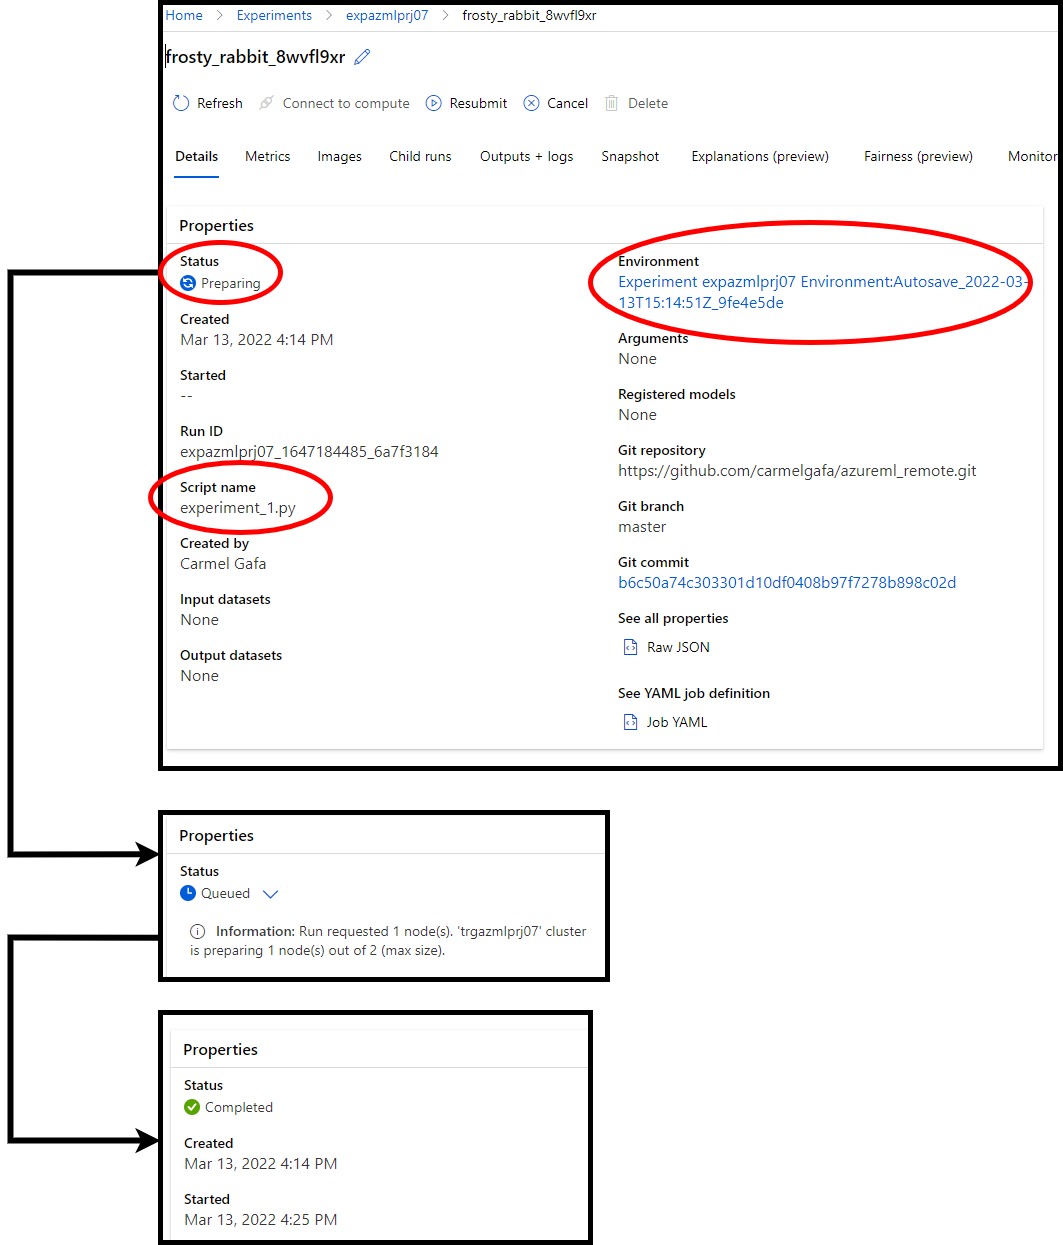 Home > Experiments > expazmlprj07 > frosty_rabbit_8wvfl9xr
frosty_rabbit_8wvfl9xr
Refresh Connect to compute Resubmit Cancel Delete
Details Metrics Images Child runs Outputs + logs Snapshot Explanations (preview) Fairness (preview) Monitor
Properties
Status
Preparing
Created
Mar 13, 2022 4:14 PM
Started
--
Run ID
expazmlprj07_1647184485_6a7f3184
Script name
experiment_1.py
Created by
Carmel Gafa
Input datasets
None
Output datasets
None
Environment
Experiment expazmlprj07 Environment:Autosave_2022-03-
13T15:14:51Z_9fe4e5de
Arguments
None
Registered models
None
Git repository
https://github.com/carmelgafa/azureml_remote.git
Git branch
master
Git commit
b6c50a74c303301d10df0408b97f7278b898c02d
See all properties
Raw JSON
See YAML job definition
Job YAML
Properties
Status
Queued
Information: Run requested 1 node(s). 'trgazmlprj07' cluster
is preparing 1 node(s) out of 2 (max size).
Properties
Status
Completed
Created
Mar 13, 2022 4:14 PM
Started
Mar 13, 2022 4:25 PM